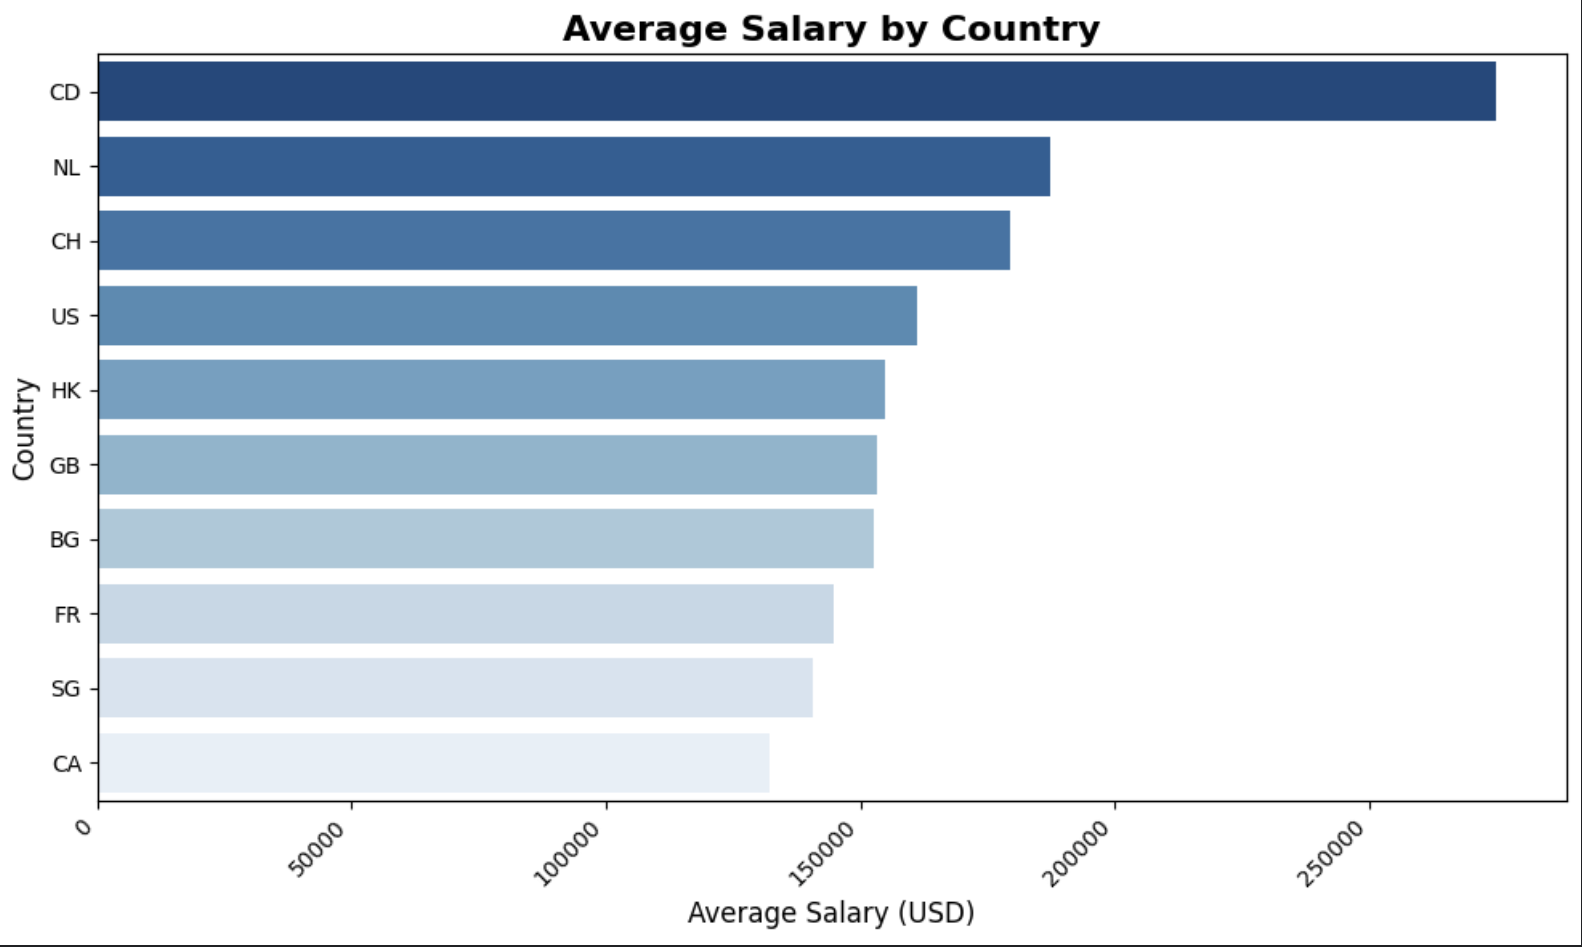 Average Salary by Country
CD
NL
CH
US
HK
GB
BG
FR
SG
CA
Country
0
50000
100000
150000
200000
250000
Average Salary (USD)